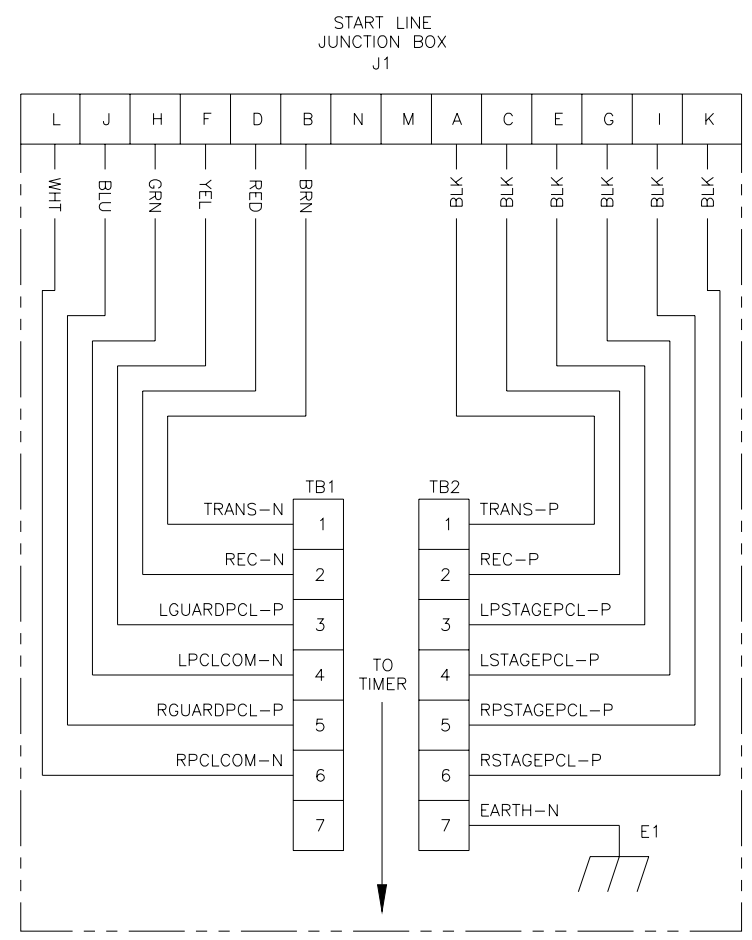 START LINE
JUNCTION BOX
J1
L J H F D B N M A C E G I K
WHT BLU GRN YEL RED BRN BLK BLK BLK BLK BLK BLK
TB1 TB2
TRANS-N 1 1 TRANS-P
REC-N 2 2 REC-P
LGUARDPCL-P 3 3 LPSTAGEPCL-P
LPCLCOM-N 4 4 LSTAGEPCL-P
TO
TIMER
RGUARDPCL-P 5 5 RPSTAGEPCL-P
RPCLCOM-N 6 6 RSTAGEPCL-P
7 7 EARTH-N
E1